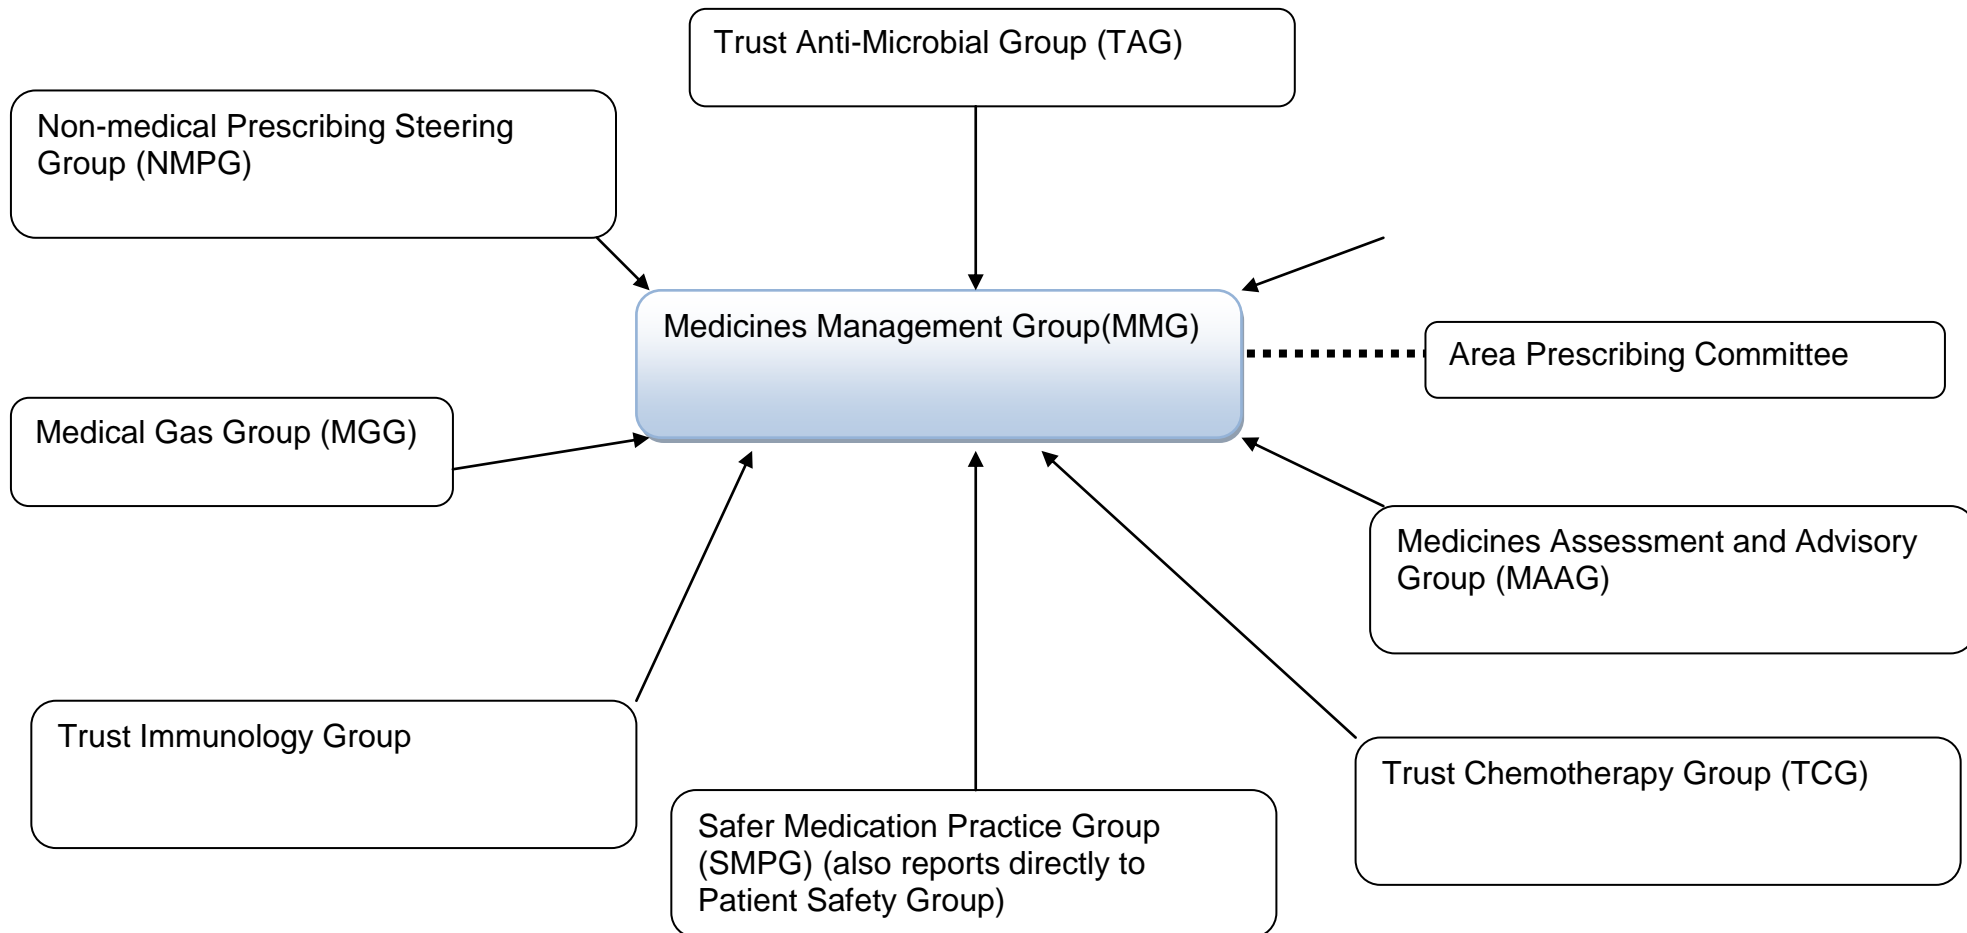 Trust Anti-Microbial Group (TAG)
Non-medical Prescribing Steering
Group (NMPG)
Medicines Management Group(MMG)
Area Prescribing Committee
Medical Gas Group (MGG)
Medicines Assessment and Advisory
Group (MAAG)
Trust Immunology Group
Trust Chemotherapy Group (TCG)
Safer Medication Practice Group
(SMPG) (also reports directly to
Patient Safety Group)